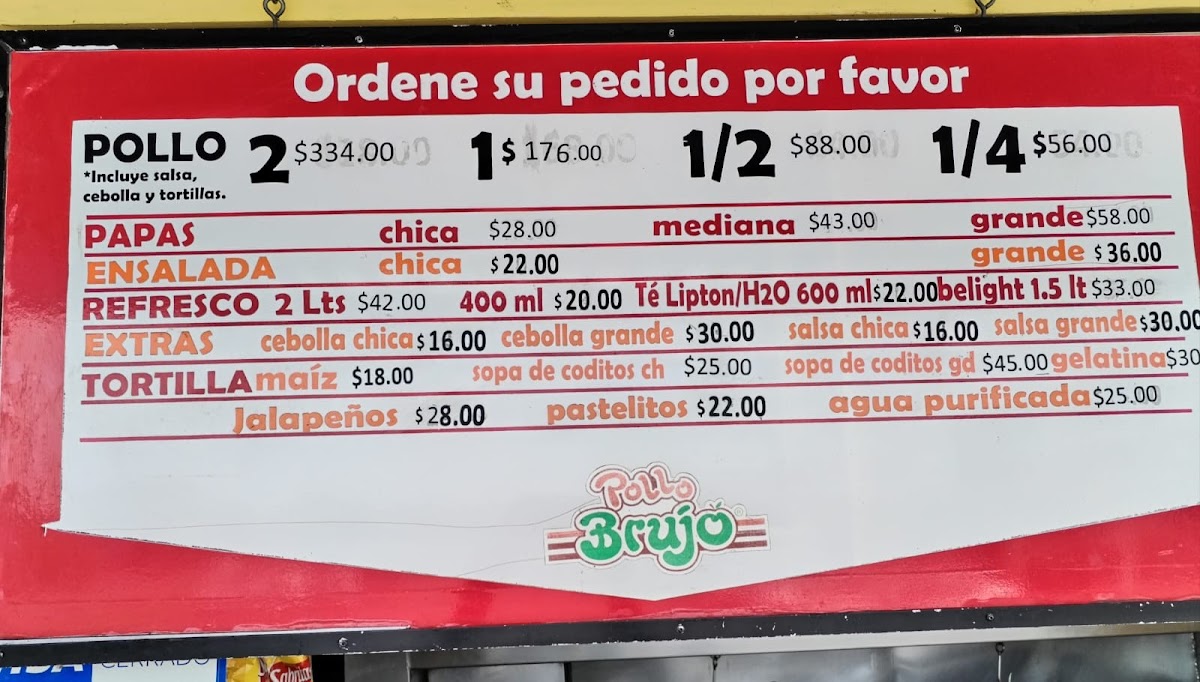 Ordene su pedido por favor
POLLO 2 $334.00 1 $ 176.00 1/2 $88.00 1/4 $56.00
*Incluye salsa,
cebolla y tortillas.
PAPAS chica $28.00 mediana $43.00 grande $58.00
ENSALADA chica $22.00 grande $36.00
REFRESCO 2 Lts $42.00 400 ml $20.00 Té Lipton/H2O 600 ml $22.00 belight 1.5 lt $33.00
EXTRAS cebolla chica $16.00 cebolla grande $30.00 salsa chica $16.00 salsa grande $30.00
TORTILLA maíz $18.00 sopa de coditos ch $25.00 sopa de coditos gd $45.00 gelatina $30
Jalapeños $28.00 pastelitos $22.00 agua purificada $25.00
Pollo
Brujo
CERRADO